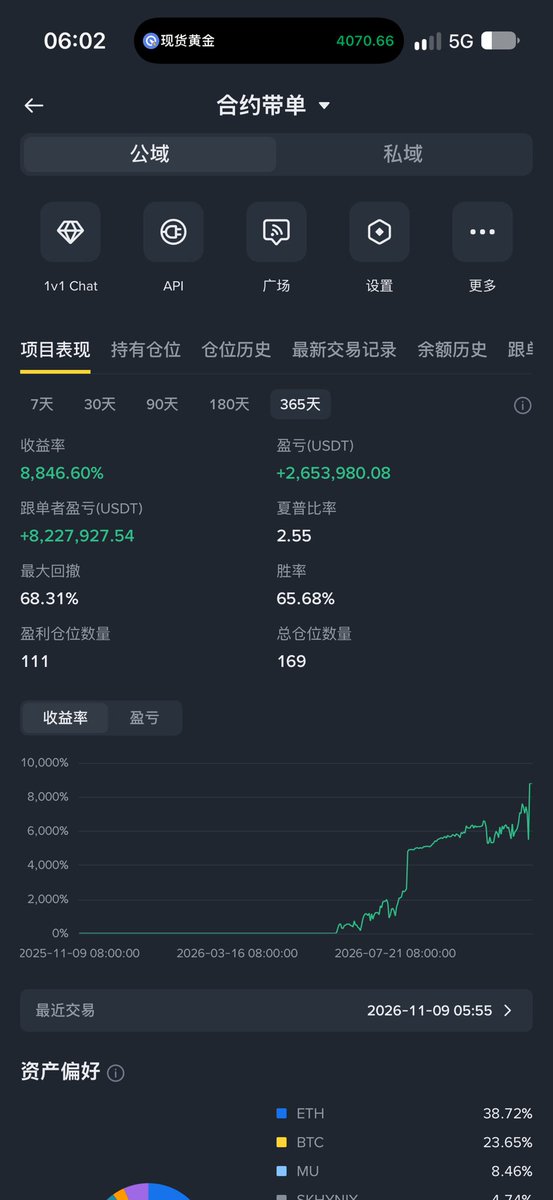 06:02 现货黄金 4070.66 5G
合约带单
公域 私域
1v1 Chat API 广场 设置 更多
项目表现 持有仓位 仓位历史 最新交易记录 余额历史 跟单
7天 30天 90天 180天 365天
收益率 盈亏(USDT)
8,846.60% +2,653,980.08
跟单者盈亏(USDT) 夏普比率
+8,227,927.54 2.55
最大回撤 胜率
68.31% 65.68%
盈利仓位数量 总仓位数量
111 169
收益率 盈亏
10,000%
8,000%
6,000%
4,000%
2,000%
0%
2025-11-09 08:00:00 2026-03-16 08:00:00 2026-07-21 08:00:00
最近交易 2026-11-09 05:55
资产偏好
ETH 38.72%
BTC 23.65%
MU 8.46%
SKHYNIX 4.74%